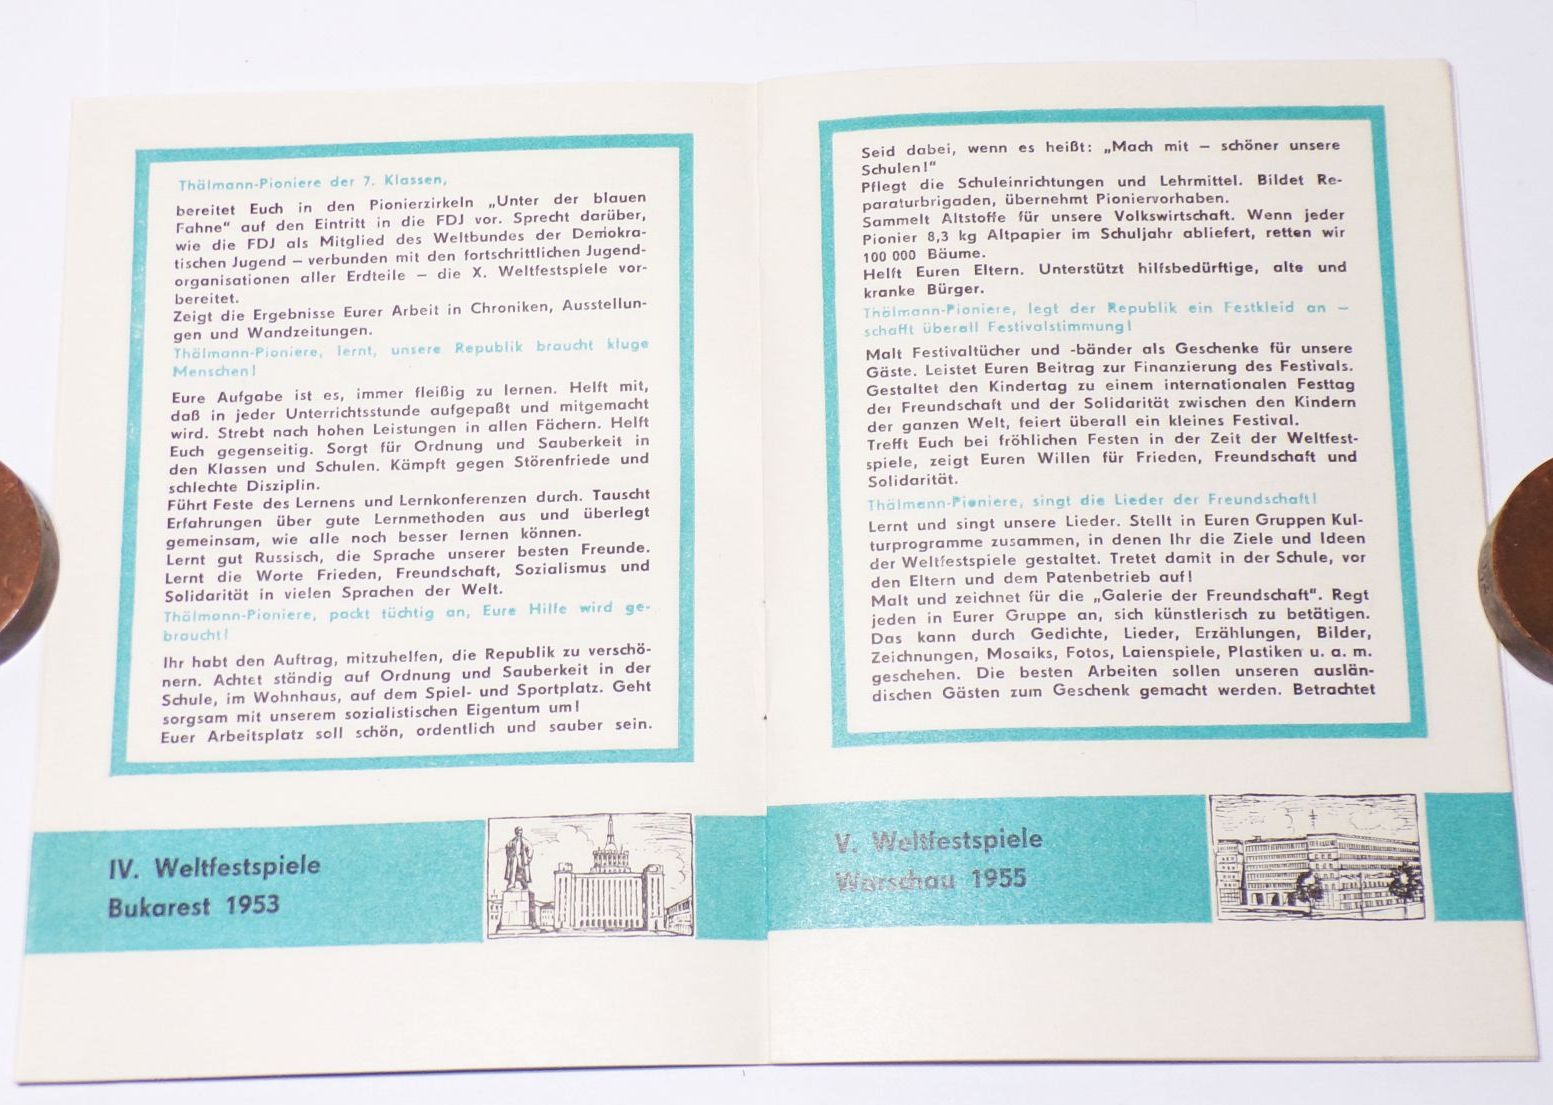 Thälmann-Pioniere der 7. Klassen,
bereitet Euch in den Pionierzirkeln „Unter der blauen
Fahne“ auf den Eintritt in die FDJ vor. Sprecht darüber,
wie die FDJ als Mitglied des Weltbundes der Demokra-
tischen Jugend – verbunden mit den fortschrittlichen Jugend-
organisationen aller Erdteile – die X. Weltfestspiele vor-
bereitet.
Zeigt die Ergebnisse Eurer Arbeit in Chroniken, Ausstellun-
gen und Wandzeitungen.
Thälmann-Pioniere, lernt, unsere Republik braucht kluge
Menschen!
Eure Aufgabe ist es, immer fleißig zu lernen. Helft mit,
daß in jeder Unterrichtsstunde aufgepaßt und mitgemacht
wird. Strebt nach hohen Leistungen in allen Fächern. Helft
Euch gegenseitig. Sorgt für Ordnung und Sauberkeit in
den Klassen und Schulen. Kämpft gegen Störenfriede und
schlechte Disziplin.
Führt Feste des Lernens und Lernkonferenzen durch. Tauscht
Erfahrungen über gute Lernmethoden aus und überlegt
gemeinsam, wie alle noch besser lernen können.
Lernt gut Russisch, die Sprache unserer besten Freunde.
Lernt die Worte Frieden, Freundschaft, Sozialismus und
Solidarität in vielen Sprachen der Welt.
Thälmann-Pioniere, packt tüchtig an, Eure Hilfe wird ge-
braucht!
Ihr habt den Auftrag, mitzuhelfen, die Republik zu verschö-
nern. Achtet ständig auf Ordnung und Sauberkeit in der
Schule, im Wohnhaus, auf dem Spiel- und Sportplatz. Geht
sorgsam mit unserem sozialistischen Eigentum um!
Euer Arbeitsplatz soll schön, ordentlich und sauber sein.
IV. Weltfestspiele
Bukarest 1953
Seid dabei, wenn es heißt: „Mach mit – schöner unsere
Schulen!“
Pflegt die Schuleinrichtungen und Lehrmittel. Bildet Re-
paraturbrigaden, übernehmt Pioniervorhaben.
Sammelt Altstoffe für unsere Volkswirtschaft. Wenn jeder
Pionier 8,3 kg Altpapier im Schuljahr abliefert, retten wir
100 000 Bäume.
Helft Euren Eltern. Unterstützt hilfsbedürftige, alte und
kranke Bürger.
Thälmann-Pioniere, legt der Republik ein Festkleid an –
schafft überall Festivalstimmung!
Malt Festivaltücher und -bänder als Geschenke für unsere
Gäste. Leistet Euren Beitrag zur Finanzierung des Festivals.
Gestaltet den Kindertag zu einem internationalen Festtag
der Freundschaft und der Solidarität zwischen den Kindern
der ganzen Welt, feiert überall ein kleines Festival.
Trefft Euch bei fröhlichen Festen in der Zeit der Weltfest-
spiele, zeigt Euren Willen für Frieden, Freundschaft und
Solidarität.
Thälmann-Pioniere, singt die Lieder der Freundschaft!
Lernt und singt unsere Lieder. Stellt in Euren Gruppen Kul-
turprogramme zusammen, in denen Ihr die Ziele und Ideen
der Weltfestspiele gestaltet. Tretet damit in der Schule, vor
den Eltern und dem Patenbetrieb auf!
Malt und zeichnet für die „Galerie der Freundschaft“. Regt
jeden in Eurer Gruppe an, sich künstlerisch zu betätigen.
Das kann durch Gedichte, Lieder, Erzählungen, Bilder,
Zeichnungen, Mosaiks, Fotos, Laienspiele, Plastiken u. a. m.
geschehen. Die besten Arbeiten sollen unseren auslän-
dischen Gästen zum Geschenk gemacht werden. Betrachtet
V. Weltfestspiele
Warschau 1955